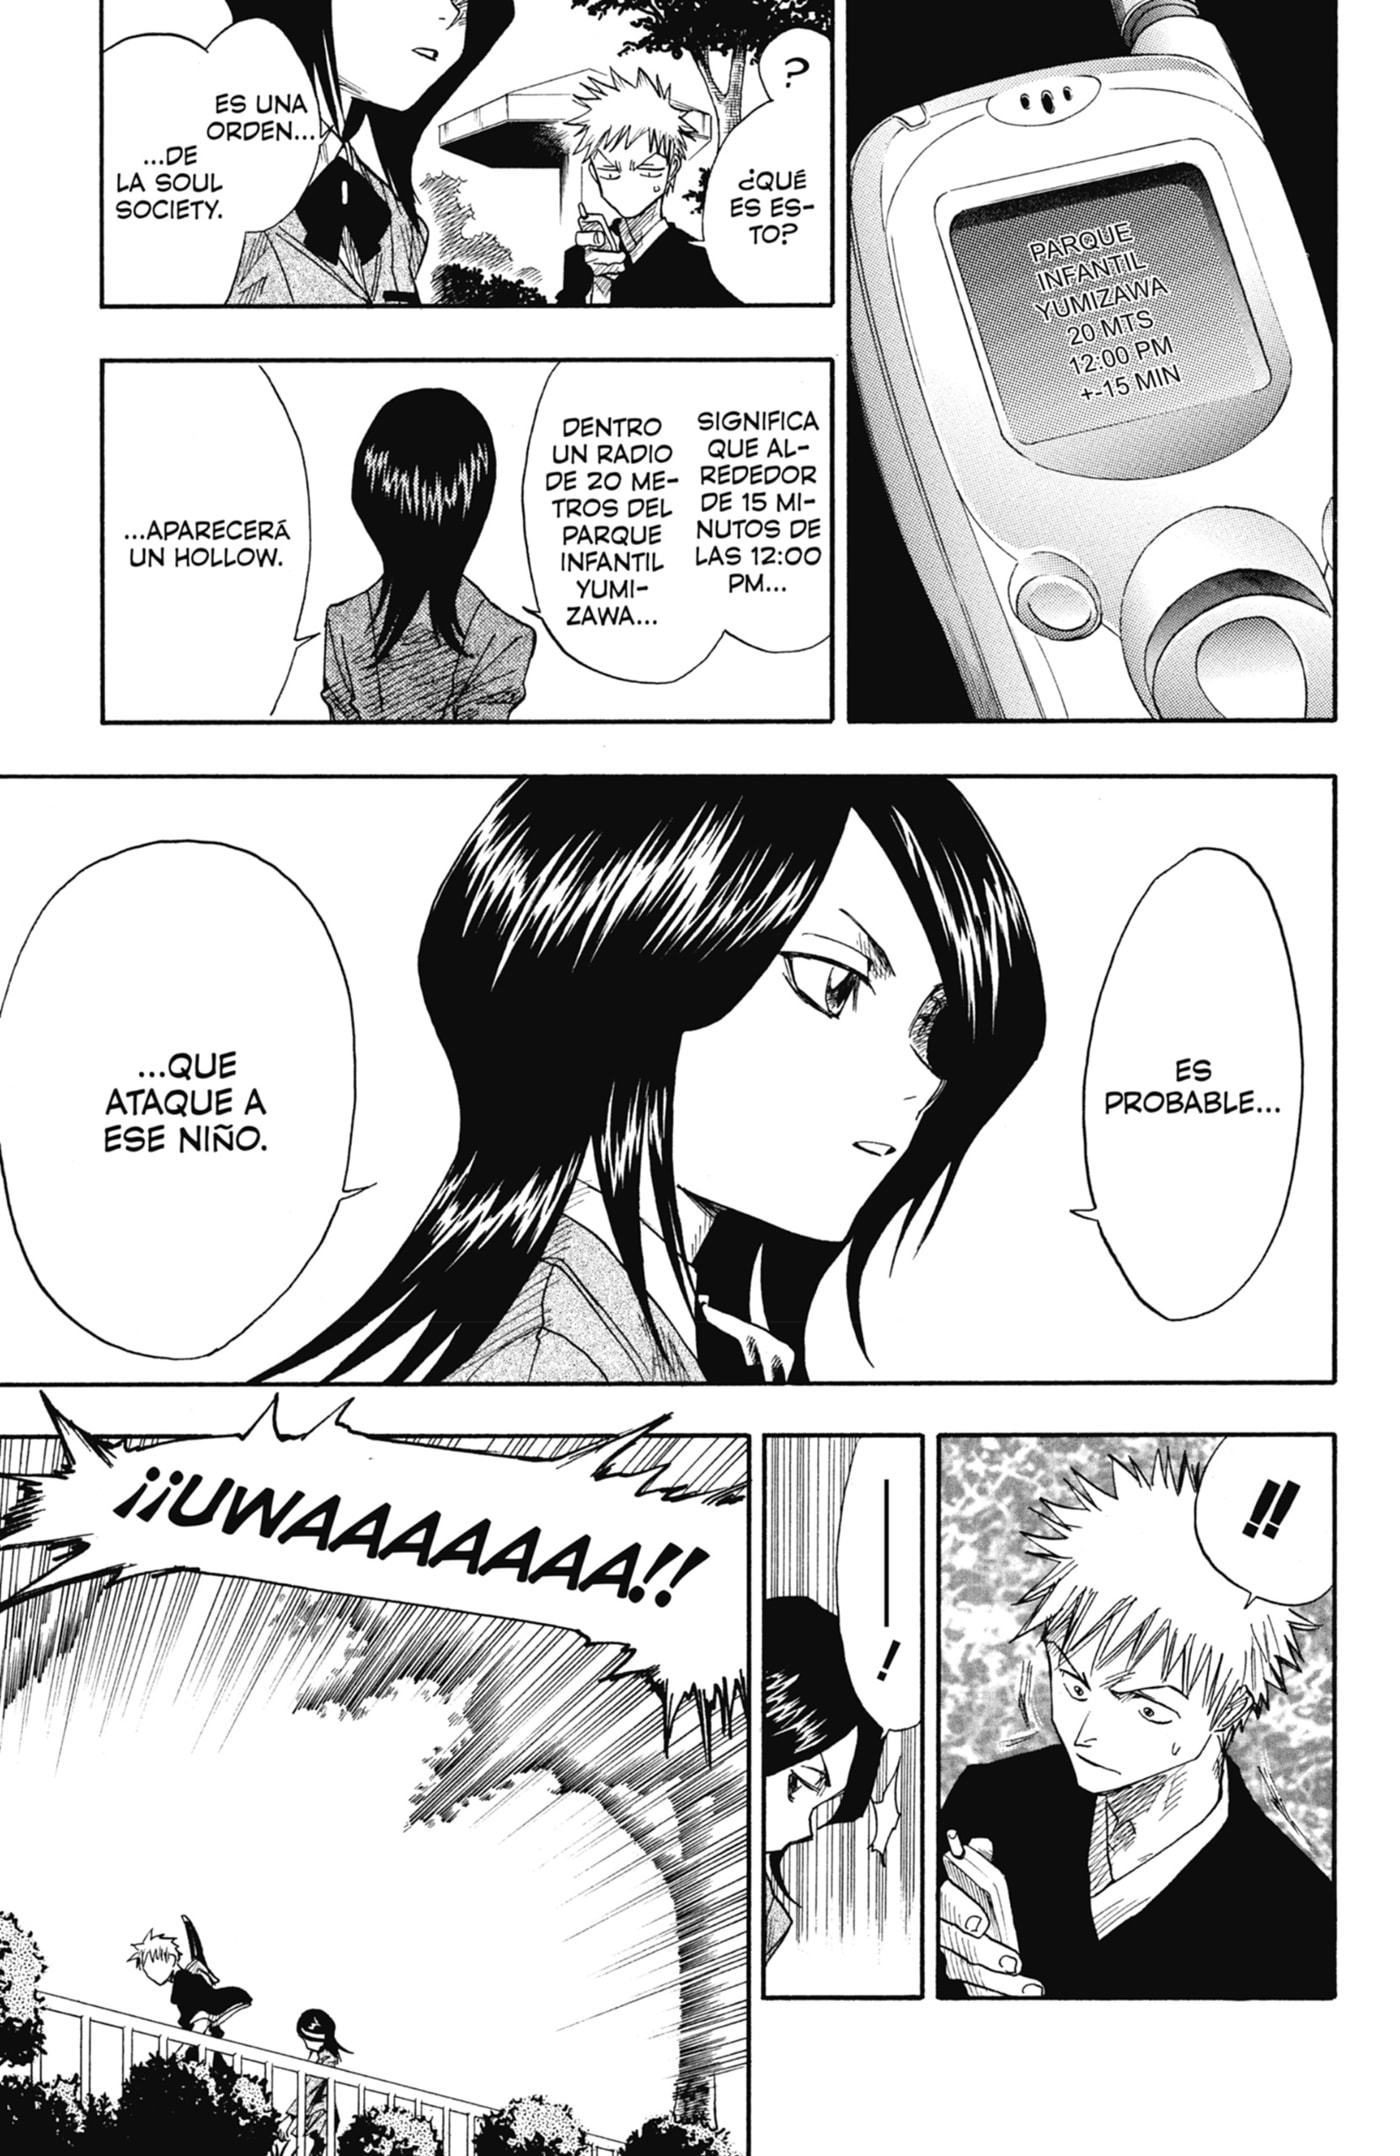 PARQUE
INFANTIL
YUMIZAWA
20 MTS
12:00 PM
+-15 MIN
?
¿QUÉ
ES ES-
TO?
ES UNA
ORDEN...
...DE
LA SOUL
SOCIETY.
SIGNIFICA
QUE AL-
REDEDOR
DE 15 MI-
NUTOS DE
LAS 12:00
PM...
DENTRO
UN RADIO
DE 20 ME-
TROS DEL
PARQUE
INFANTIL
YUMI-
ZAWA...
...APARECERÁ
UN HOLLOW.
ES
PROBABLE...
...QUE
ATAQUE A
ESE NIÑO.
!!
—!
¡¡UWAAAAAAA!!